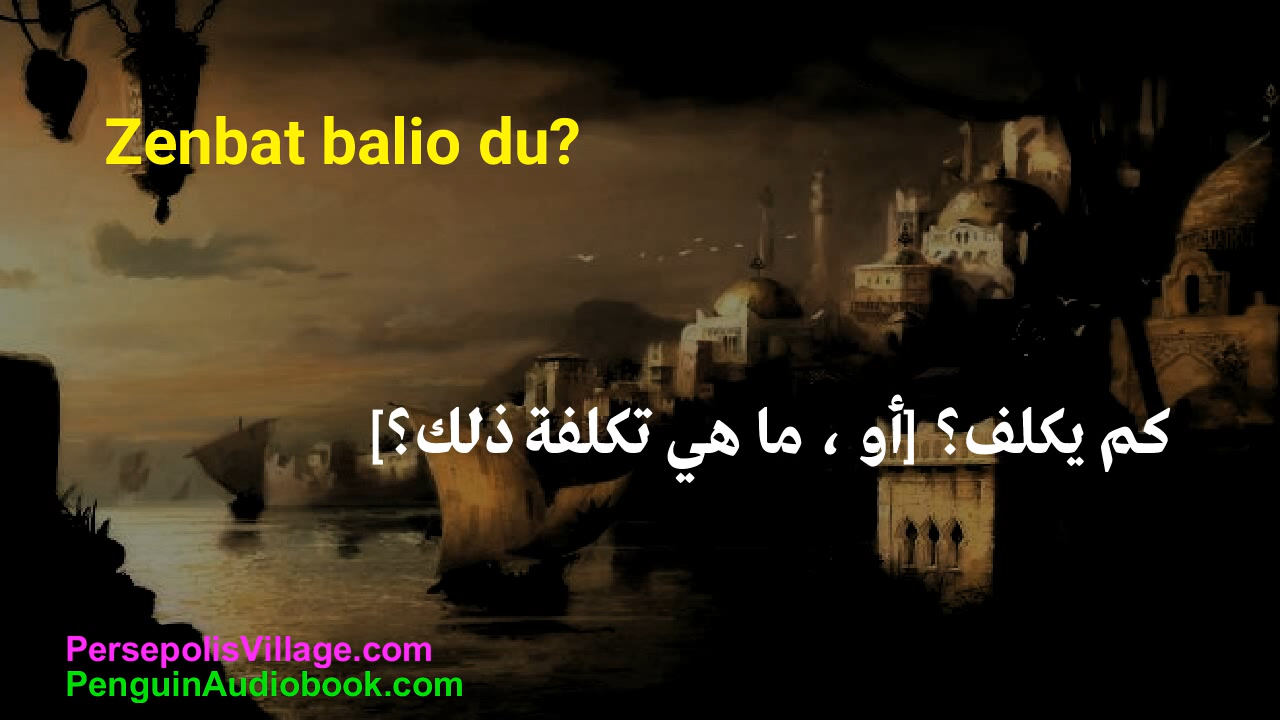 Zenbat balio du?
كم يكلف؟ [أو ، ما هي تكلفة ذلك؟]
PersepolisVillage.com
PenguinAudiobook.com